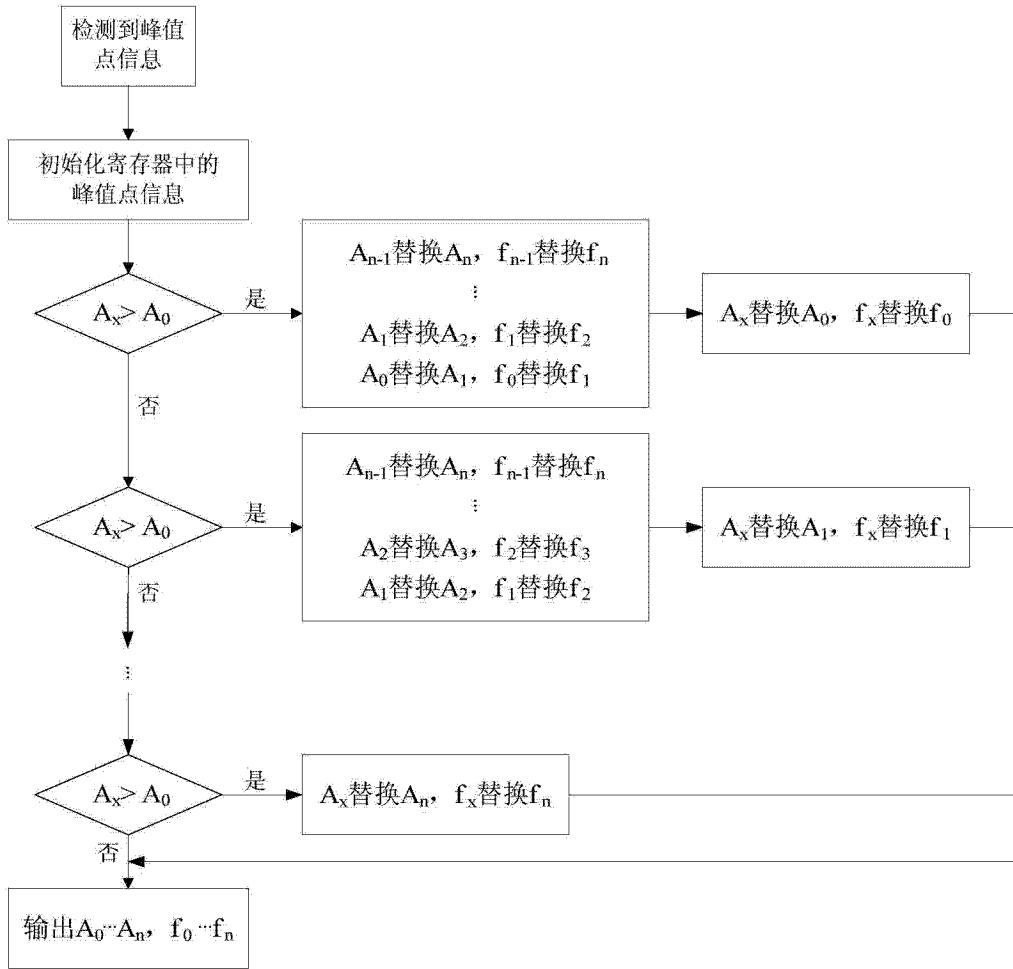 检测到峰值
点信息
初始化寄存器中的
峰值点信息
Aₓ> A₀
是
Aₙ₋₁替换Aₙ，fₙ₋₁替换fₙ
⋮
A₁替换A₂，f₁替换f₂
A₀替换A₁，f₀替换f₁
Aₓ替换A₀，fₓ替换f₀
否
Aₓ> A₀
是
Aₙ₋₁替换Aₙ，fₙ₋₁替换fₙ
⋮
A₂替换A₃，f₂替换f₃
A₁替换A₂，f₁替换f₂
Aₓ替换A₁，fₓ替换f₁
否
⋮
Aₓ> A₀
是
Aₓ替换Aₙ，fₓ替换fₙ
否
输出A₀…Aₙ，f₀…fₙ